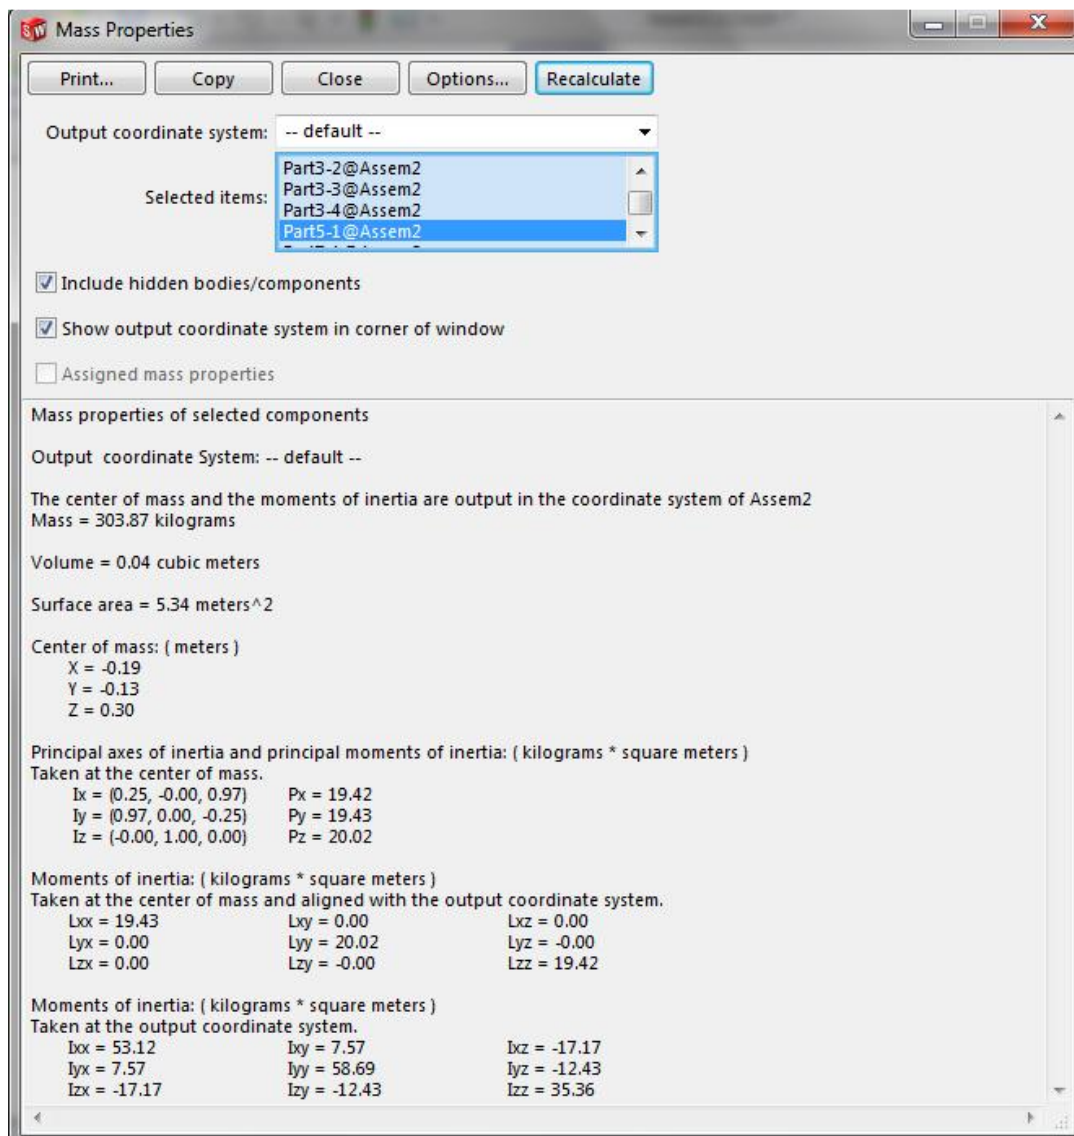 SW Mass Properties
Print... Copy Close Options... Recalculate
Output coordinate system: -- default --
Part3-2@Assem2
Part3-3@Assem2
Selected items:
Part3-4@Assem2
Part5-1@Assem2
Include hidden bodies/components
Show output coordinate system in corner of window
Assigned mass properties
Mass properties of selected components
Output coordinate System: -- default --
The center of mass and the moments of inertia are output in the coordinate system of Assem2
Mass = 303.87 kilograms
Volume = 0.04 cubic meters
Surface area = 5.34 meters^2
Center of mass: ( meters )
X = -0.19
Y = -0.13
Z = 0.30
Principal axes of inertia and principal moments of inertia: ( kilograms * square meters )
Taken at the center of mass.
Ix = (0.25, -0.00, 0.97) Px = 19.42
Iy = (0.97, 0.00, -0.25) Py = 19.43
Iz = (-0.00, 1.00, 0.00) Pz = 20.02
Moments of inertia: ( kilograms * square meters )
Taken at the center of mass and aligned with the output coordinate system.
Lxx = 19.43 Lxy = 0.00 Lxz = 0.00
Lyx = 0.00 Lyy = 20.02 Lyz = -0.00
Lzx = 0.00 Lzy = -0.00 Lzz = 19.42
Moments of inertia: ( kilograms * square meters )
Taken at the output coordinate system.
Ixx = 53.12 Ixy = 7.57 Ixz = -17.17
Iyx = 7.57 Iyy = 58.69 Iyz = -12.43
Izx = -17.17 Izy = -12.43 Izz = 35.36